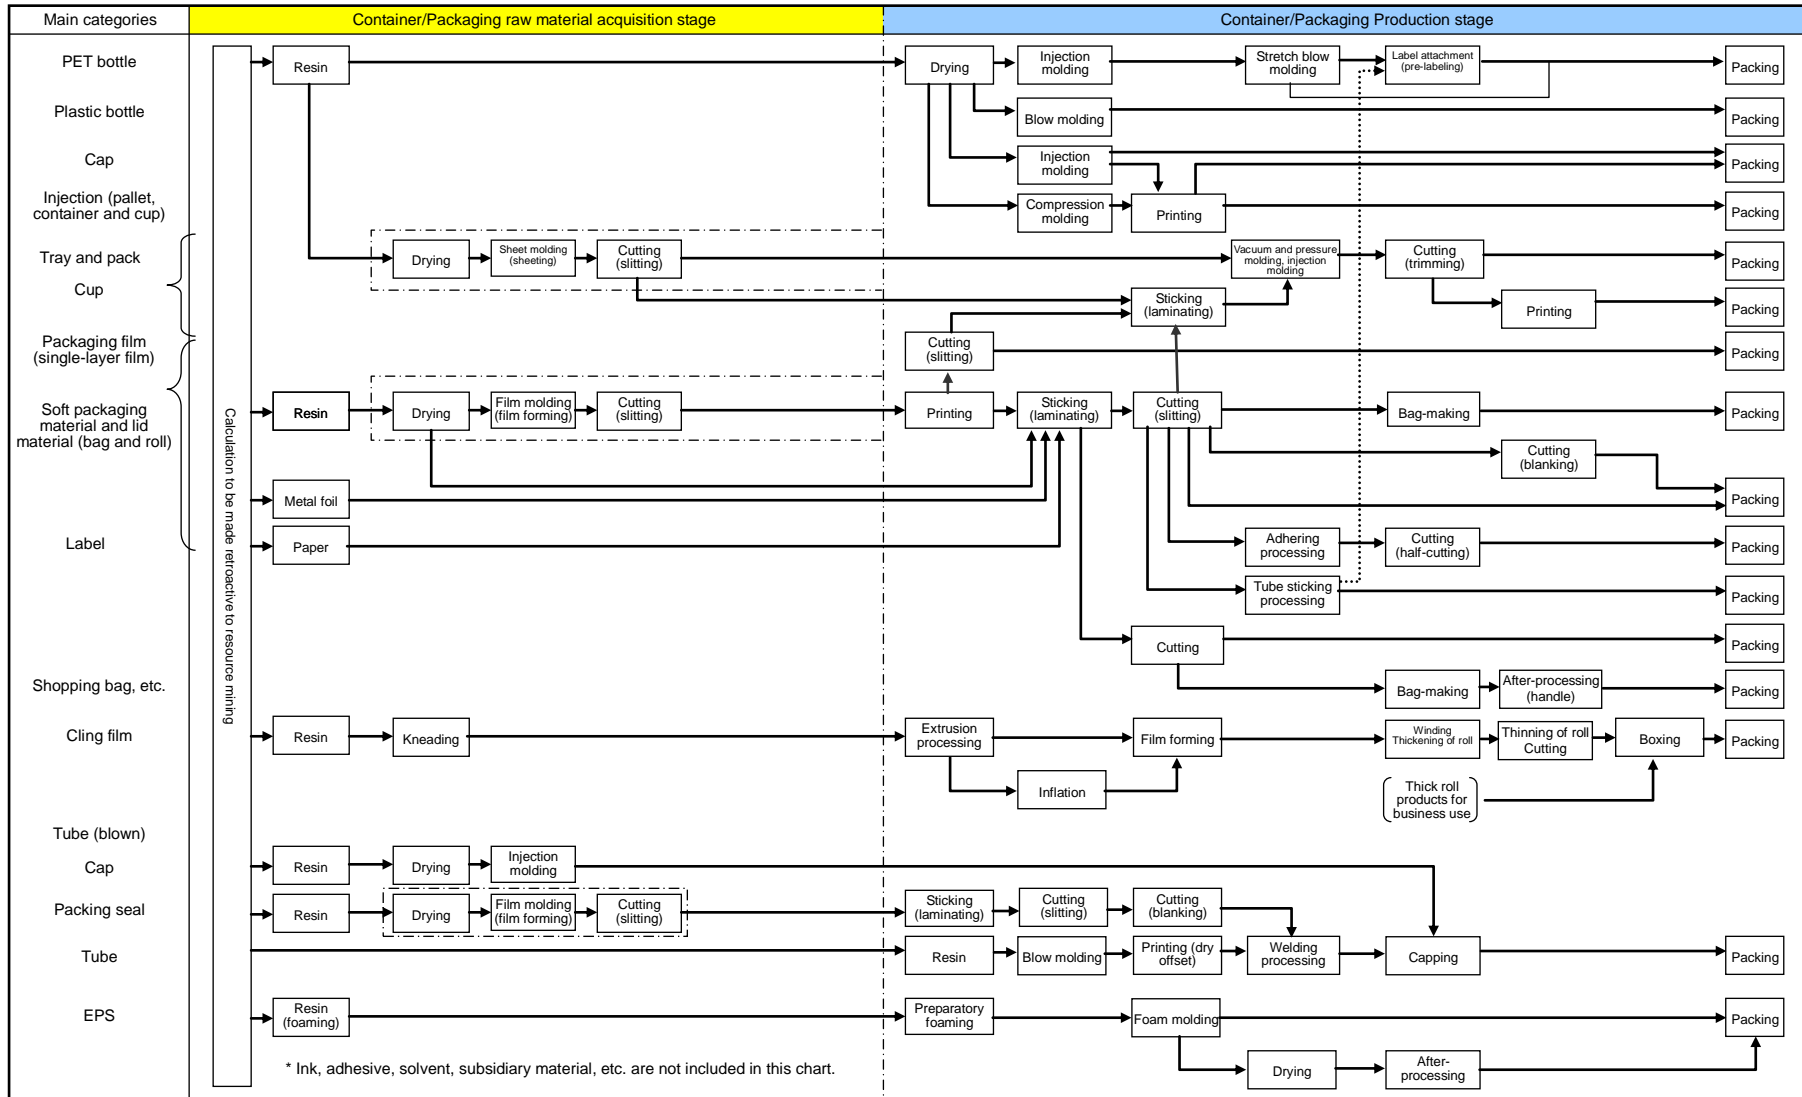 Main categories
Container/Packaging raw material acquisition stage
Container/Packaging Production stage
PET bottle
Resin
Drying
Injection
molding
Stretch blow
molding
Label attachment
(pre-labeling)
Packing
Plastic bottle
Blow molding
Packing
Cap
Injection
molding
Packing
Injection (pallet,
container and cup)
Compression
molding
Printing
Packing
Tray and pack
Drying
Sheet molding
(sheeting)
Cutting
(slitting)
Vacuum and pressure
molding, injection
molding
Cutting
(trimming)
Packing
Cup
Sticking
(laminating)
Printing
Packing
Packaging film
(single-layer film)
Cutting
(slitting)
Packing
Calculation to be made retroactive to resource mining
Soft packaging
material and lid
material (bag and roll)
Resin
Drying
Film molding
(film forming)
Cutting
(slitting)
Printing
Sticking
(laminating)
Cutting
(slitting)
Bag-making
Packing
Cutting
(blanking)
Metal foil
Packing
Label
Paper
Adhering
processing
Cutting
(half-cutting)
Packing
Tube sticking
processing
Packing
Cutting
Packing
Shopping bag, etc.
Bag-making
After-processing
(handle)
Packing
Cling film
Resin
Kneading
Extrusion
processing
Film forming
Winding
Thickening of roll
Thinning of roll
Cutting
Boxing
Packing
Inflation
Thick roll
products for
business use
Tube (blown)
Cap
Resin
Drying
Injection
molding
Packing seal
Resin
Drying
Film molding
(film forming)
Cutting
(slitting)
Sticking
(laminating)
Cutting
(slitting)
Cutting
(blanking)
Tube
Resin
Blow molding
Printing (dry
offset)
Welding
processing
Capping
Packing
EPS
Resin
(foaming)
Preparatory
foaming
Foam molding
Packing
Drying
After-
processing
* Ink, adhesive, solvent, subsidiary material, etc. are not included in this chart.